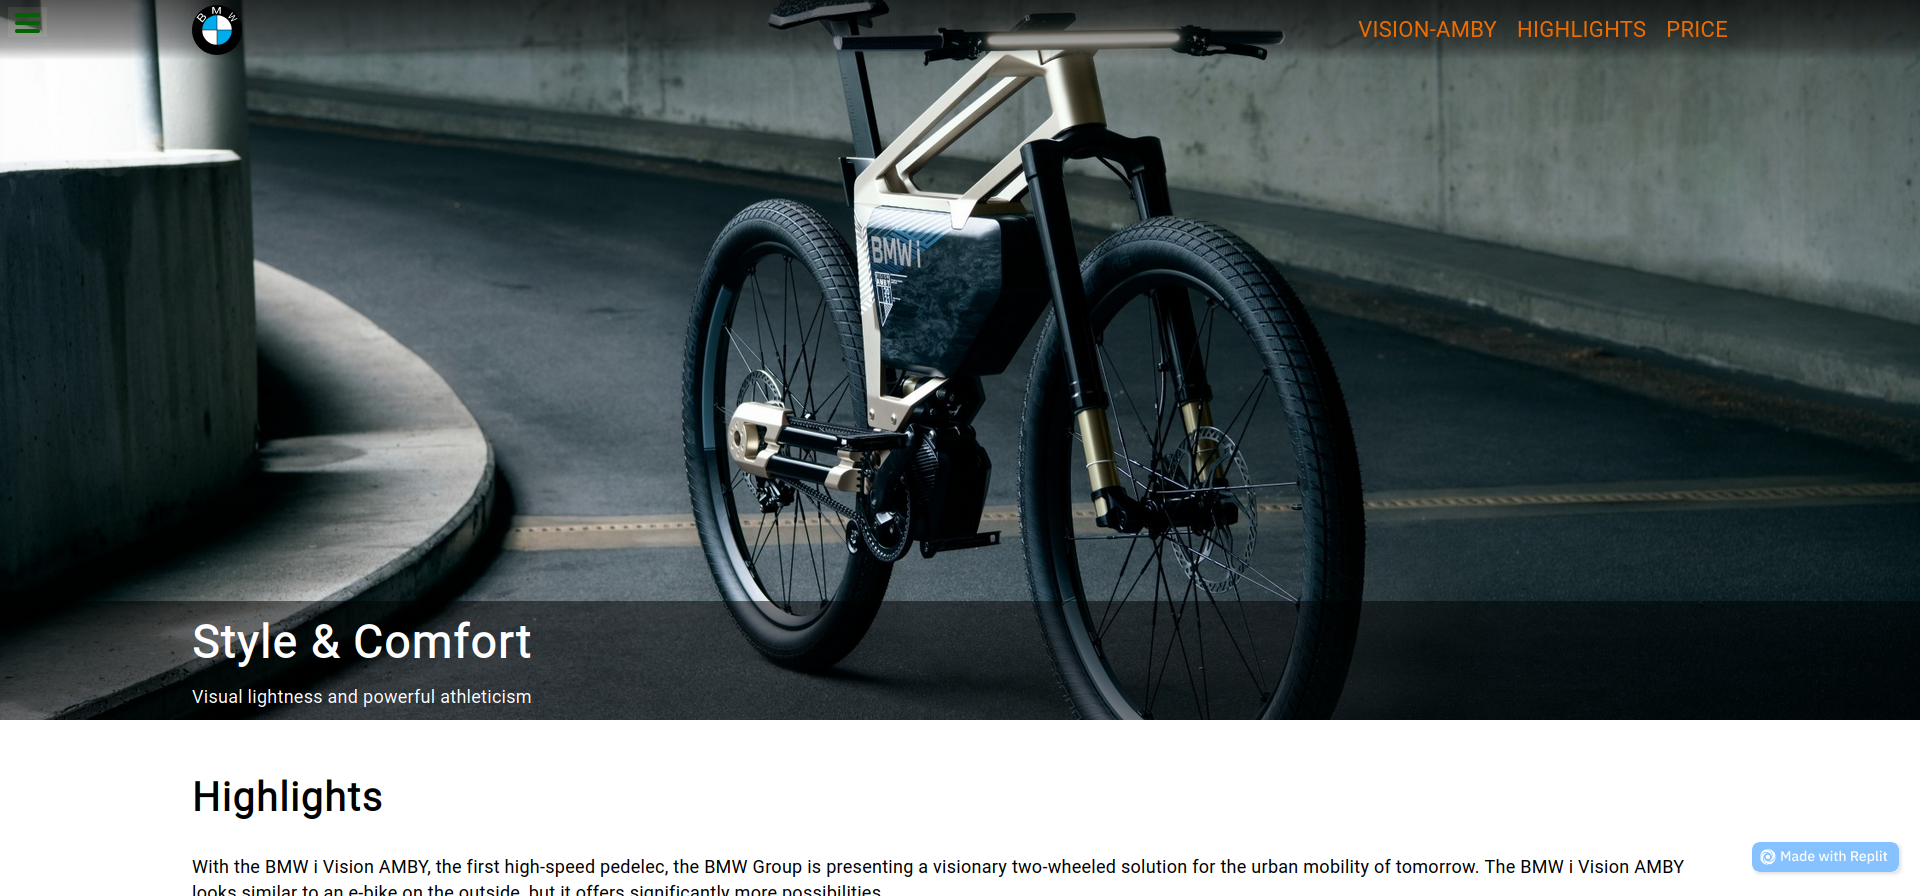 BMW
VISION-AMBY HIGHLIGHTS PRICE
BMW i
Style & Comfort
Visual lightness and powerful athleticism
Highlights
With the BMW i Vision AMBY, the first high-speed pedelec, the BMW Group is presenting a visionary two-wheeled solution for the urban mobility of tomorrow. The BMW i Vision AMBY
looks similar to an e-bike on the outside, but it offers significantly more possibilities.
Made with Replit